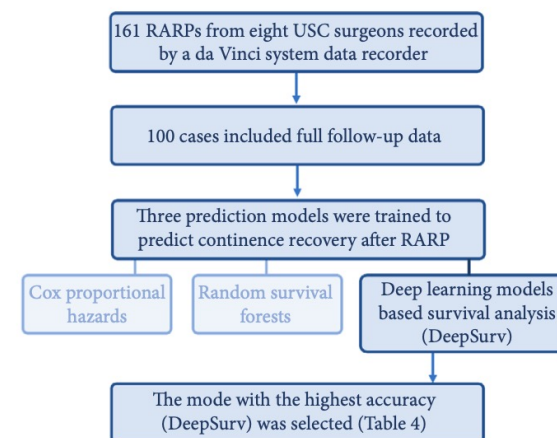 161 RARPs from eight USC surgeons recorded
by a da Vinci system data recorder
100 cases included full follow-up data
Three prediction models were trained to
predict continence recovery after RARP
Cox proportional
hazards
Random survival
forests
Deep learning models
based survival analysis
(DeepSurv)
The mode with the highest accuracy
(DeepSurv) was selected (Table 4)